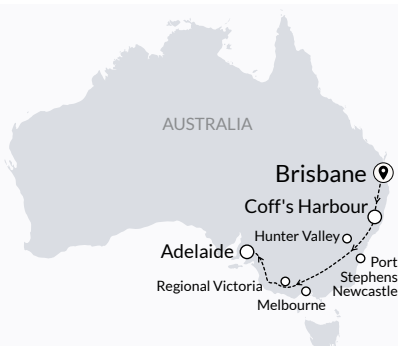 AUSTRALIA
Brisbane
Coff's Harbour
Hunter Valley
Adelaide
Port
Stephens
Newcastle
Regional Victoria
Melbourne